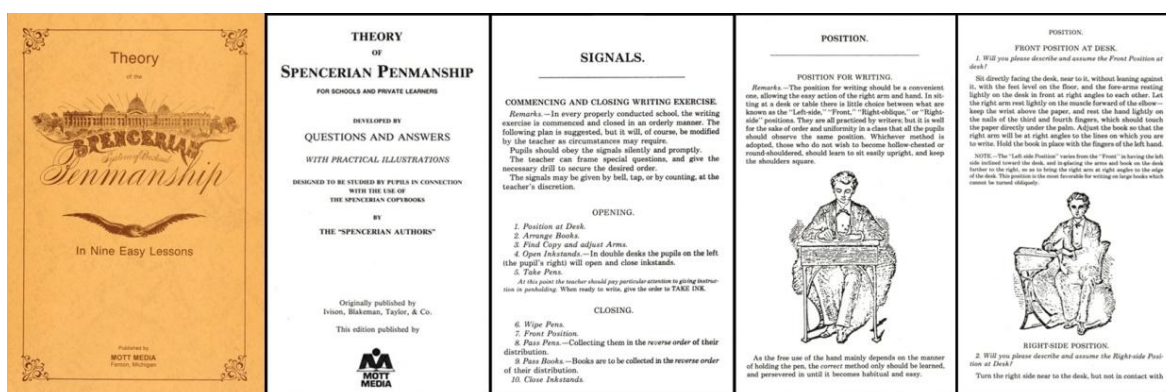 Theory
of the
SPENCERIAN
System of Practical
Penmanship
In Nine Easy Lessons
Published by
MOTT MEDIA
Fenton, Michigan
THEORY
OF
SPENCERIAN PENMANSHIP
FOR SCHOOLS AND PRIVATE LEARNERS
DEVELOPED BY
QUESTIONS AND ANSWERS
WITH PRACTICAL ILLUSTRATIONS
DESIGNED TO BE STUDIED BY PUPILS IN CONNECTION
WITH THE USE OF
THE SPENCERIAN COPYBOOKS
BY
THE "SPENCERIAN AUTHORS"
Originally published by
Ivison, Blakeman, Taylor, & Co.
This edition published by
MOTT
MEDIA
SIGNALS.
COMMENCING AND CLOSING WRITING EXERCISE.
Remarks.—In every properly conducted school, the writing
exercise is commenced and closed in an orderly manner. The
following plan is suggested, but it will, of course, be modified
by the teacher as circumstances may require.
Pupils should obey the signals silently and promptly.
The teacher can frame special questions, and give the
necessary drill to secure the desired order.
The signals may be given by bell, tap, or by counting, at the
teacher's discretion.
OPENING.
1. Position at Desk.
2. Arrange Books.
3. Find Copy and adjust Arms.
4. Open Inkstands.—In double desks the pupils on the left
(the pupil's right) will open and close inkstands.
5. Take Pens.
At this point the teacher should pay particular attention to giving instruc-
tion in penholding. When ready to write, give the order to TAKE INK.
CLOSING.
6. Wipe Pens.
7. Front Position.
8. Pass Pens.—Collecting them in the reverse order of their
distribution.
9. Pass Books.—Books are to be collected in the reverse order
of their distribution.
10. Close Inkstands.
POSITION.
POSITION FOR WRITING.
Remarks.—The position for writing should be a convenient
one, allowing the easy action of the right arm and hand. In sit-
ting at a desk or table there is little choice between what are
known as the "Left-side," "Front," "Right-oblique," or "Right-
side" positions. They are all practiced by writers; but it is well
for the sake of order and uniformity in a class that all the pupils
should observe the same position. Whichever method is
adopted, those who do not wish to become hollow-chested or
round-shouldered, should learn to sit easily upright, and keep
the shoulders square.
As the free use of the hand mainly depends on the manner
of holding the pen, the correct method only should be learned,
and persevered in until it becomes habitual and easy.
POSITION.
FRONT POSITION AT DESK.
1. Will you please describe and assume the Front Position at
desk?
Sit directly facing the desk, near to it, without leaning against
it, with the feet level on the floor, and the fore-arms resting
lightly on the desk in front at right angles to each other. Let
the right arm rest lightly on the muscle forward of the elbow—
keep the wrist above the paper, and rest the hand lightly on
the nails of the third and fourth fingers, which should touch
the paper directly under the palm. Adjust the book so that the
right arm will be at right angles to the lines on which you are
to write. Hold the book in place with the fingers of the left hand.
NOTE.—The "Left side Position" varies from the "Front" in having the left
side inclined toward the desk, and in placing the arms and book on the desk
further to the right, so as to bring the right arm at right angles to the edge
of the desk. This position is the most favorable for writing on large books which
cannot be turned obliquely.
RIGHT-SIDE POSITION.
2. Will you please describe and assume the Right-side Posi-
tion at Desk?
Turn the right side near to the desk, but not in contact with